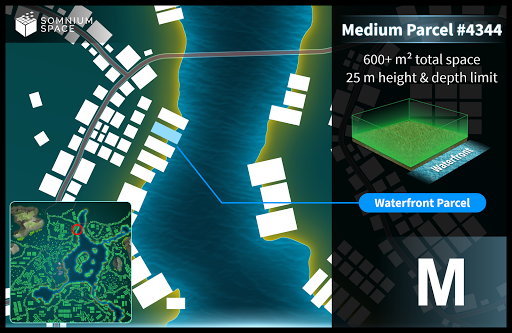 SOMNIUM
SPACE
Medium Parcel #4344
600+ m² total space
25 m height & depth limit
Waterfront
Waterfront Parcel
M